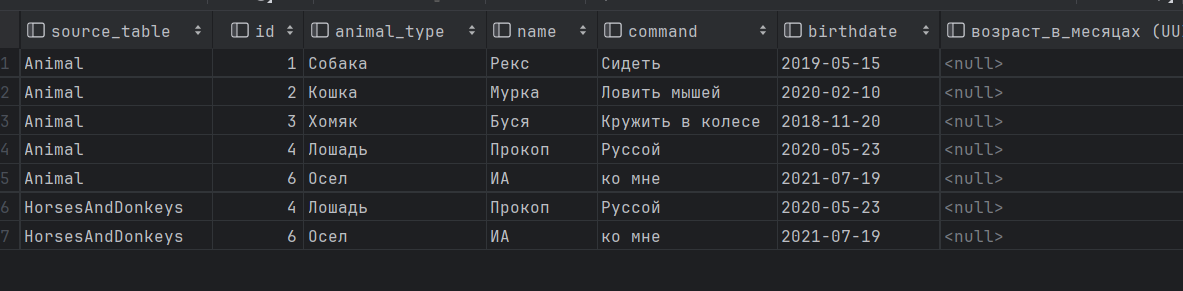 source_table id animal_type name command birthdate возраст_в_месяцах (UU
1 Animal 1 Собака Рекс Сидеть 2019-05-15 <null>
2 Animal 2 Кошка Мурка Ловить мышей 2020-02-10 <null>
3 Animal 3 Хомяк Буся Кружить в колесе 2018-11-20 <null>
4 Animal 4 Лошадь Прокоп Руссой 2020-05-23 <null>
5 Animal 6 Осел ИА ко мне 2021-07-19 <null>
6 HorsesAndDonkeys 4 Лошадь Прокоп Руссой 2020-05-23 <null>
7 HorsesAndDonkeys 6 Осел ИА ко мне 2021-07-19 <null>